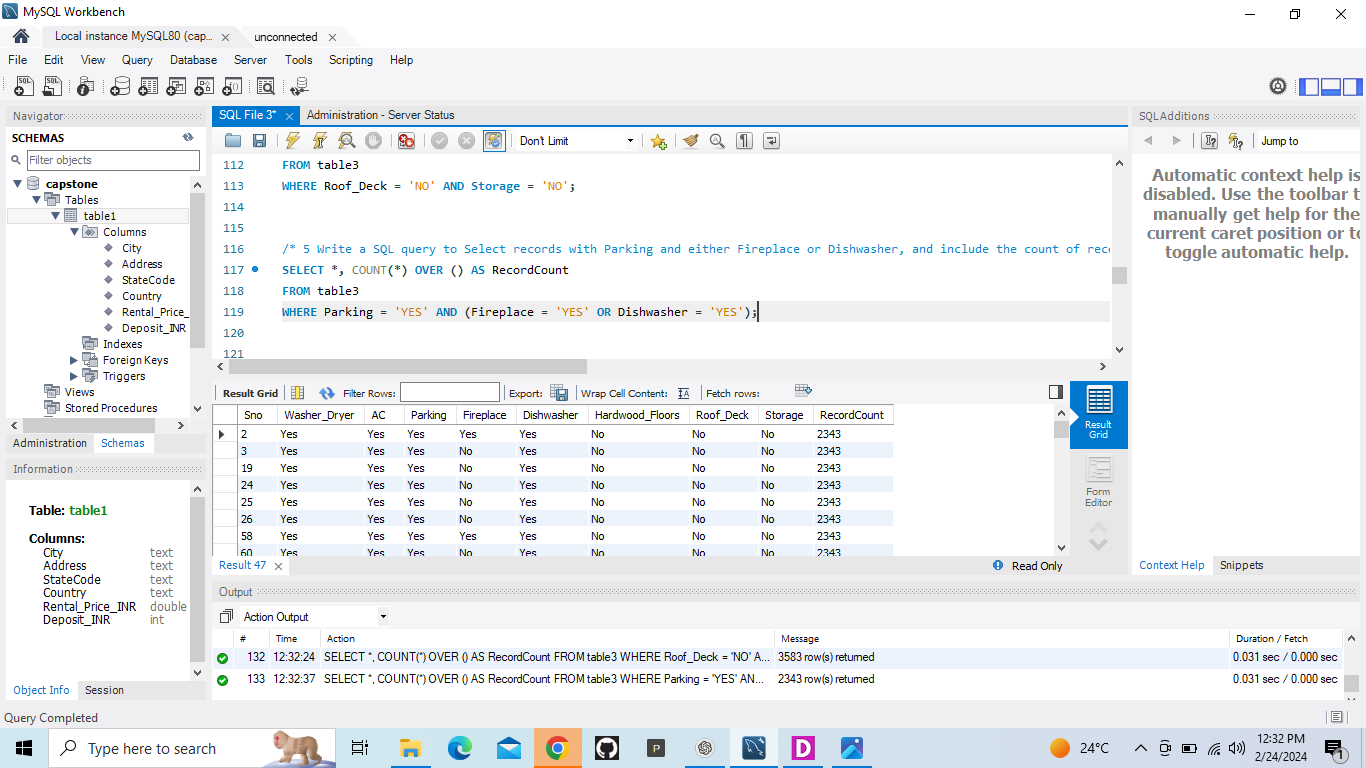 MySQL Workbench
Local instance MySQL80 (cap... × unconnected ×
File Edit View Query Database Server Tools Scripting Help
Navigator
SCHEMAS
Filter objects
capstone
Tables
table1
Columns
City
Address
StateCode
Country
Rental_Price_
Deposit_INR
Indexes
Foreign Keys
Triggers
Views
Stored Procedures
Administration Schemas
Information
Table: table1
Columns:
City text
Address text
StateCode text
Country text
Rental_Price_INR double
Deposit_INR int
Object Info Session
Query Completed
SQL File 3* × Administration - Server Status
Don't Limit
112 FROM table3
113 WHERE Roof_Deck = 'NO' AND Storage = 'NO';
114
115
116 /* 5 Write a SQL query to Select records with Parking and either Fireplace or Dishwasher, and include the count of reco
117 SELECT *, COUNT(*) OVER () AS RecordCount
118 FROM table3
119 WHERE Parking = 'YES' AND (Fireplace = 'YES' OR Dishwasher = 'YES');
120
121
Result Grid Filter Rows: Export: Wrap Cell Content: Fetch rows:
Sno Washer_Dryer AC Parking Fireplace Dishwasher Hardwood_Floors Roof_Deck Storage RecordCount
2 Yes Yes Yes Yes Yes No No No 2343
3 Yes Yes Yes No Yes No No No 2343
19 Yes Yes Yes No Yes No No No 2343
24 Yes Yes Yes No Yes No No No 2343
25 Yes Yes Yes No Yes No No No 2343
26 Yes Yes Yes No Yes No No No 2343
58 Yes Yes Yes Yes Yes No No No 2343
60 Yes Yes Yes No Yes No No No 2343
Result Grid
Form Editor
Result 47 × Read Only
SQLAdditions
Jump to
Automatic context help is
disabled. Use the toolbar t
manually get help for the
current caret position or to
toggle automatic help.
Context Help Snippets
Output
Action Output
# Time Action Message Duration / Fetch
132 12:32:24 SELECT *, COUNT(*) OVER () AS RecordCount FROM table3 WHERE Roof_Deck = 'NO' A... 3583 row(s) returned 0.031 sec / 0.000 sec
133 12:32:37 SELECT *, COUNT(*) OVER () AS RecordCount FROM table3 WHERE Parking = 'YES' AN... 2343 row(s) returned 0.031 sec / 0.000 sec
Type here to search
24°C
12:32 PM
2/24/2024
1